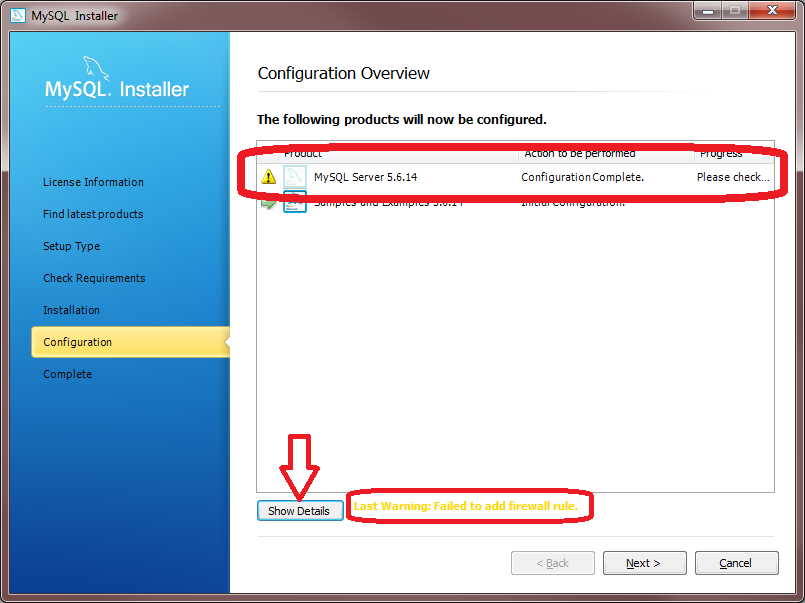 MySQL Installer
MySQL. Installer
License Information
Find latest products
Setup Type
Check Requirements
Installation
Configuration
Complete
Configuration Overview
The following products will now be configured.
Product Action to be performed Progress
MySQL Server 5.6.14 Configuration Complete. Please check...
Samples and Examples 5.6.14 Initial Configuration.
Show Details
Last Warning: Failed to add firewall rule.
< Back
Next >
Cancel